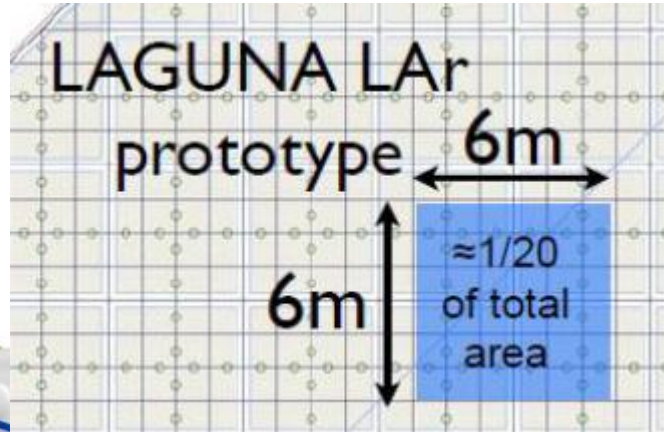 LAGUNA LAr
prototype
6m
6m
≈1/20
of total
area